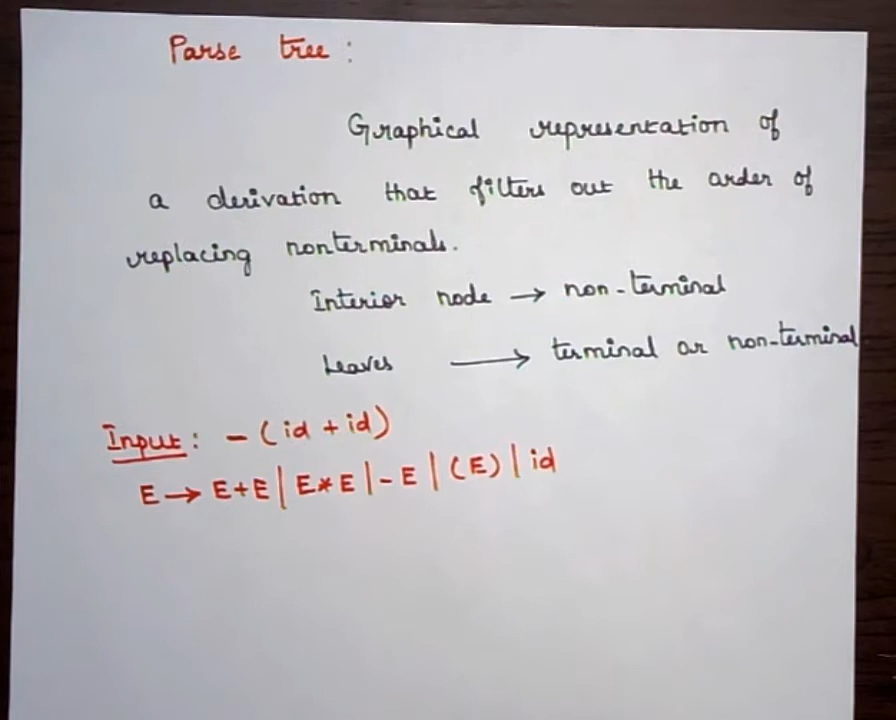 Parse tree :
Graphical representation of
a derivation that filters out the order of
replacing nonterminals.
Interior node → non-terminal
Leaves → terminal or non-terminal
Input : - (id + id)
E → E+E | E*E | -E | (E) | id